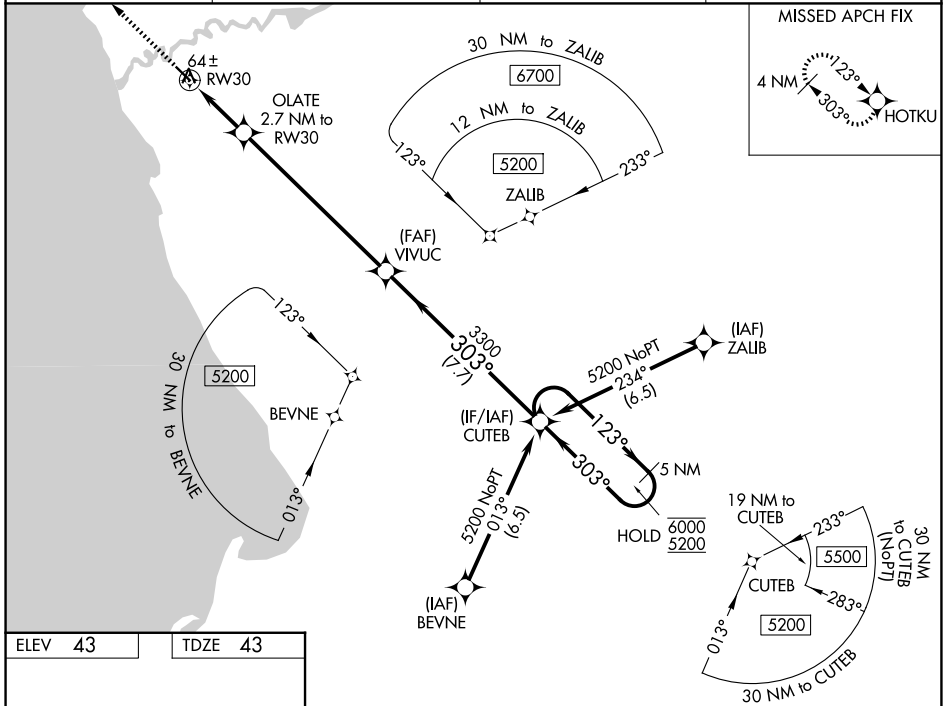 MISSED APCH FIX
4 NM
123°
303°
HOTKU
64±
RW30
OLATE
2.7 NM to
RW30
30 NM to ZALIB
6700
12 NM to ZALIB
5200
123°
233°
ZALIB
(FAF)
VIVUC
123°
5200
30 NM to BEVNE
BEVNE
013°
3300
303°
(7.7)
(IAF)
ZALIB
5200 NoPT
234°
(6.5)
(IF/IAF)
CUTEB
123°
303°
5 NM
HOLD
6000
5200
5200 NoPT
013°
(6.5)
(IAF)
BEVNE
19 NM to
CUTEB
233°
30 NM
to CUTEB
(NoPT)
5500
CUTEB
283°
5200
013°
30 NM to CUTEB
ELEV 43
TDZE 43